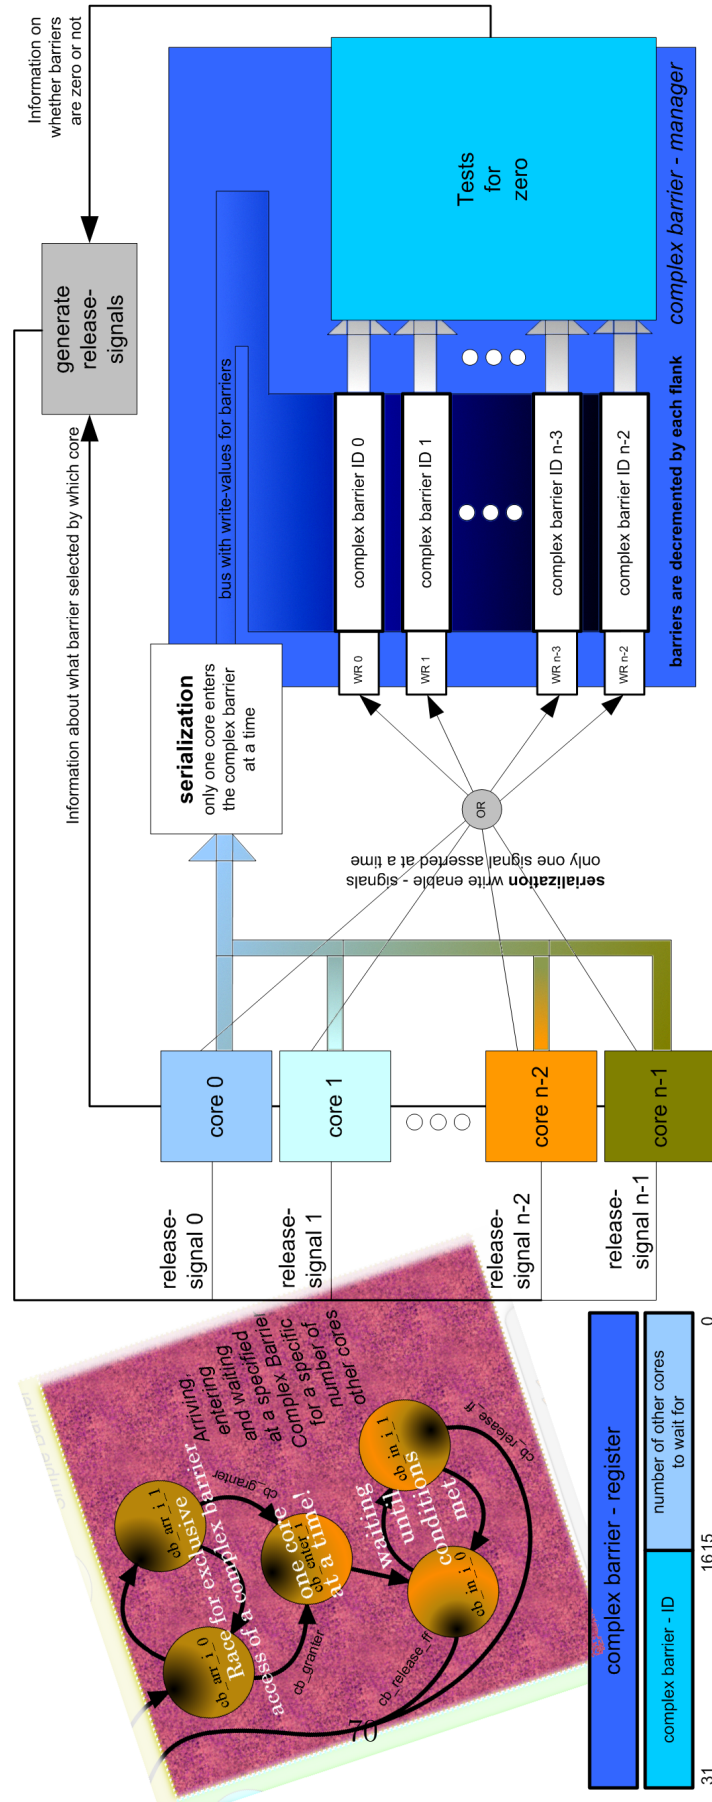 Information on
whether barriers
are zero or not
generate
release-
signals
Information about what barrier selected by which core
complex barrier - manager
Tests
for
zero
bus with write-values for barriers
complex barrier ID 0
complex barrier ID 1
complex barrier ID n-3
complex barrier ID n-2
barriers are decremented by each flank
WR 0
WR 1
WR n-3
WR n-2
serialization
only one core enters
the complex barrier
at a time
OR
serialization write enable - signals
only one signal asserted at a time
core 0
core 1
core n-2
core n-1
release-
signal 0
release-
signal 1
release-
signal n-2
release-
signal n-1
Arriving,
entering
and waiting
and waited
at a specified
Complex Barrier
for a specific
number of
other cores
cb_arr_i_0
cb_arr_i_1
Race for exclusive
access of a complex barrier
cb_granter
cb_granter
cb_enter_i
one core
at a time!
waiting
until
conditions
met
cb_in_i_0
cb_in_i_1
cb_release_ff
cb_release_ff
complex barrier - register
complex barrier - ID
number of other cores
to wait for
31
16
15
0
70